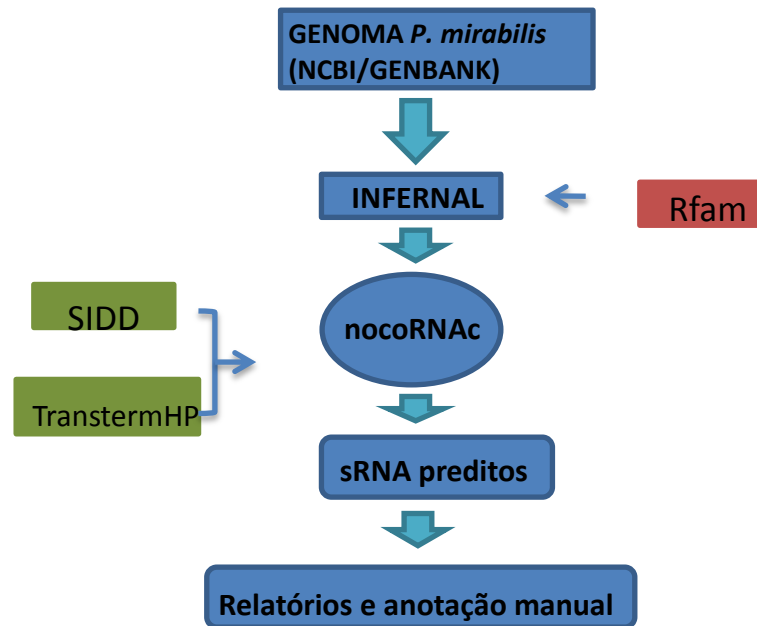 GENOMA P. mirabilis
(NCBI/GENBANK)
INFERNAL
Rfam
SIDD
nocoRNAc
TranstermHP
sRNA preditos
Relatórios e anotação manual